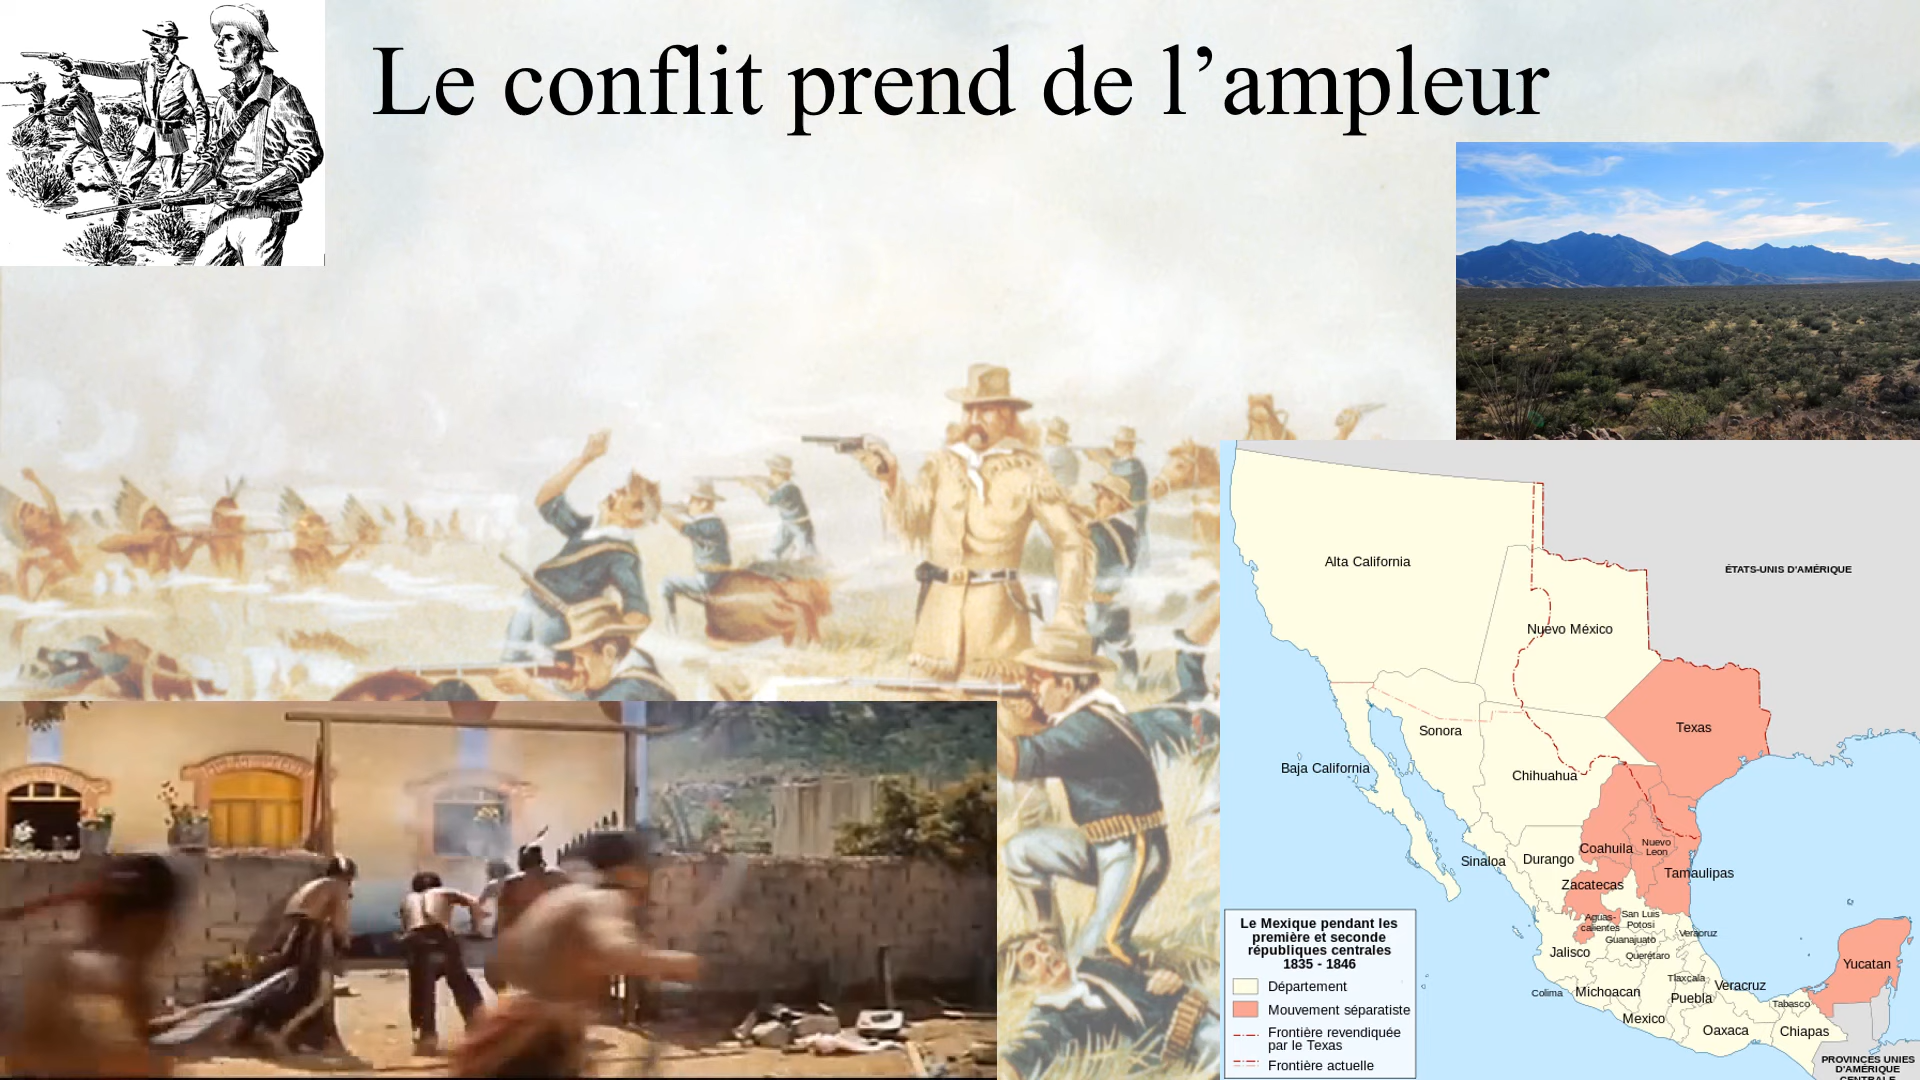 Le conflit prend de l’ampleur
ÉTATS-UNIS D'AMÉRIQUE
Alta California
Nuevo México
Texas
Sonora
Baja California
Chihuahua
Coahuila
Nuevo
Leon
Sinaloa
Durango
Tamaulipas
Zacatecas
Aguas-
calientes
San Luis
Potosi
Guanajuato
Veracruz
Jalisco
Querétaro
Yucatan
Tlaxcala
Colima
Michoacan
Puebla
Veracruz
Tabasco
Mexico
Oaxaca
Chiapas
PROVINCES UNIES
D'AMÉRIQUE
CENTRALE
Le Mexique pendant les
première et seconde
républiques centrales
1835 - 1846
Département
Mouvement séparatiste
Frontière revendiquée
par le Texas
Frontière actuelle